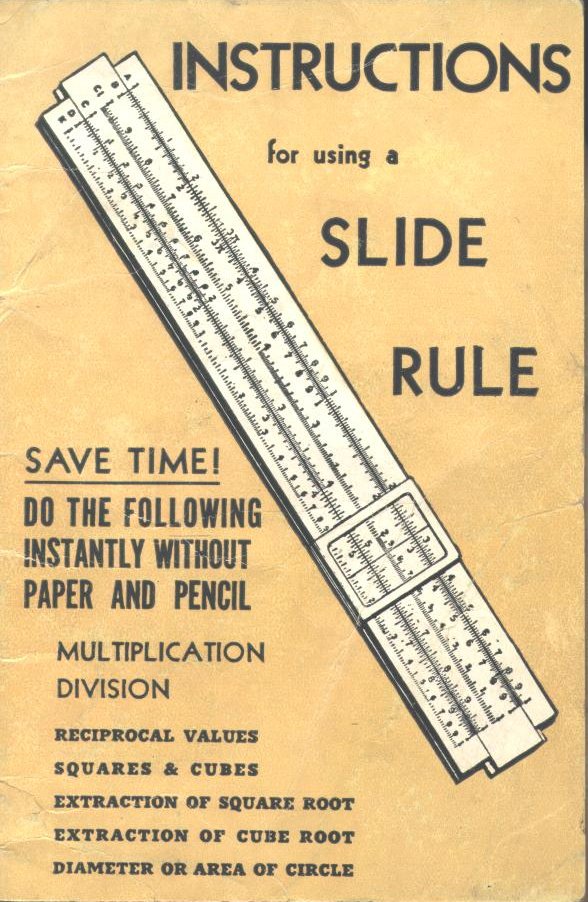 INSTRUCTIONS
for using a
SLIDE
RULE
SAVE TIME!
DO THE FOLLOWING
INSTANTLY WITHOUT
PAPER AND PENCIL
MULTIPLICATION
DIVISION
RECIPROCAL VALUES
SQUARES & CUBES
EXTRACTION OF SQUARE ROOT
EXTRACTION OF CUBE ROOT
DIAMETER OR AREA OF CIRCLE